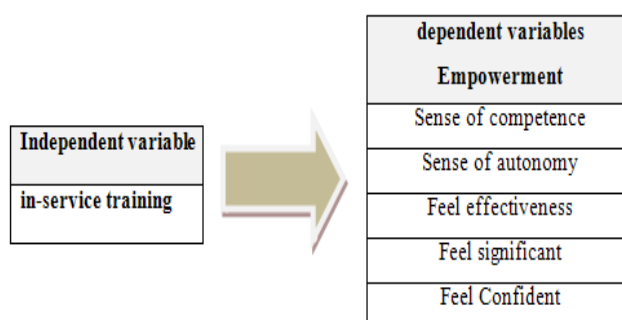 Independent variable
in-service training
dependent variables
Empowerment
Sense of competence
Sense of autonomy
Feel effectiveness
Feel significant
Feel Confident